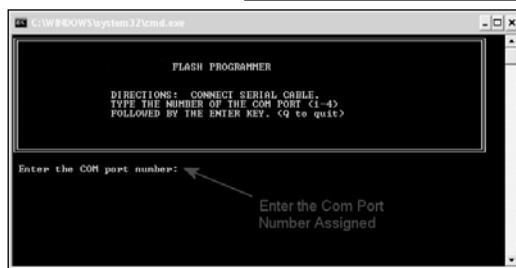 C:\WINDOWS\system32\cmd.exe
FLASH PROGRAMMER
DIRECTIONS: CONNECT SERIAL CABLE.
TYPE THE NUMBER OF THE COM PORT (1-4)
FOLLOWED BY THE ENTER KEY. (Q to quit)
Enter the COM port number:
Enter the Com Port
Number Assigned